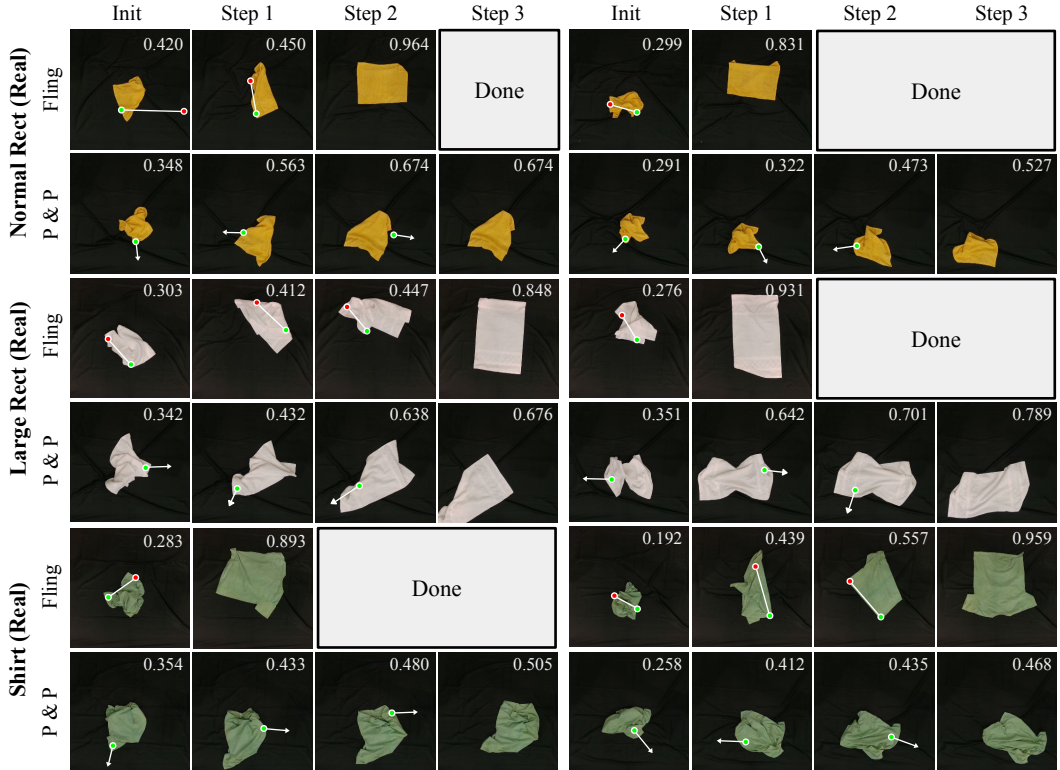 Init Step 1 Step 2 Step 3 Init Step 1 Step 2 Step 3
Normal Rect (Real)
Fling
0.420 0.450 0.964 Done 0.299 0.831 Done
P & P
0.348 0.563 0.674 0.674 0.291 0.322 0.473 0.527
Large Rect (Real)
Fling
0.303 0.412 0.447 0.848 0.276 0.931 Done
P & P
0.342 0.432 0.638 0.676 0.351 0.642 0.701 0.789
Shirt (Real)
Fling
0.283 0.893 Done 0.192 0.439 0.557 0.959
P & P
0.354 0.433 0.480 0.505 0.258 0.412 0.435 0.468